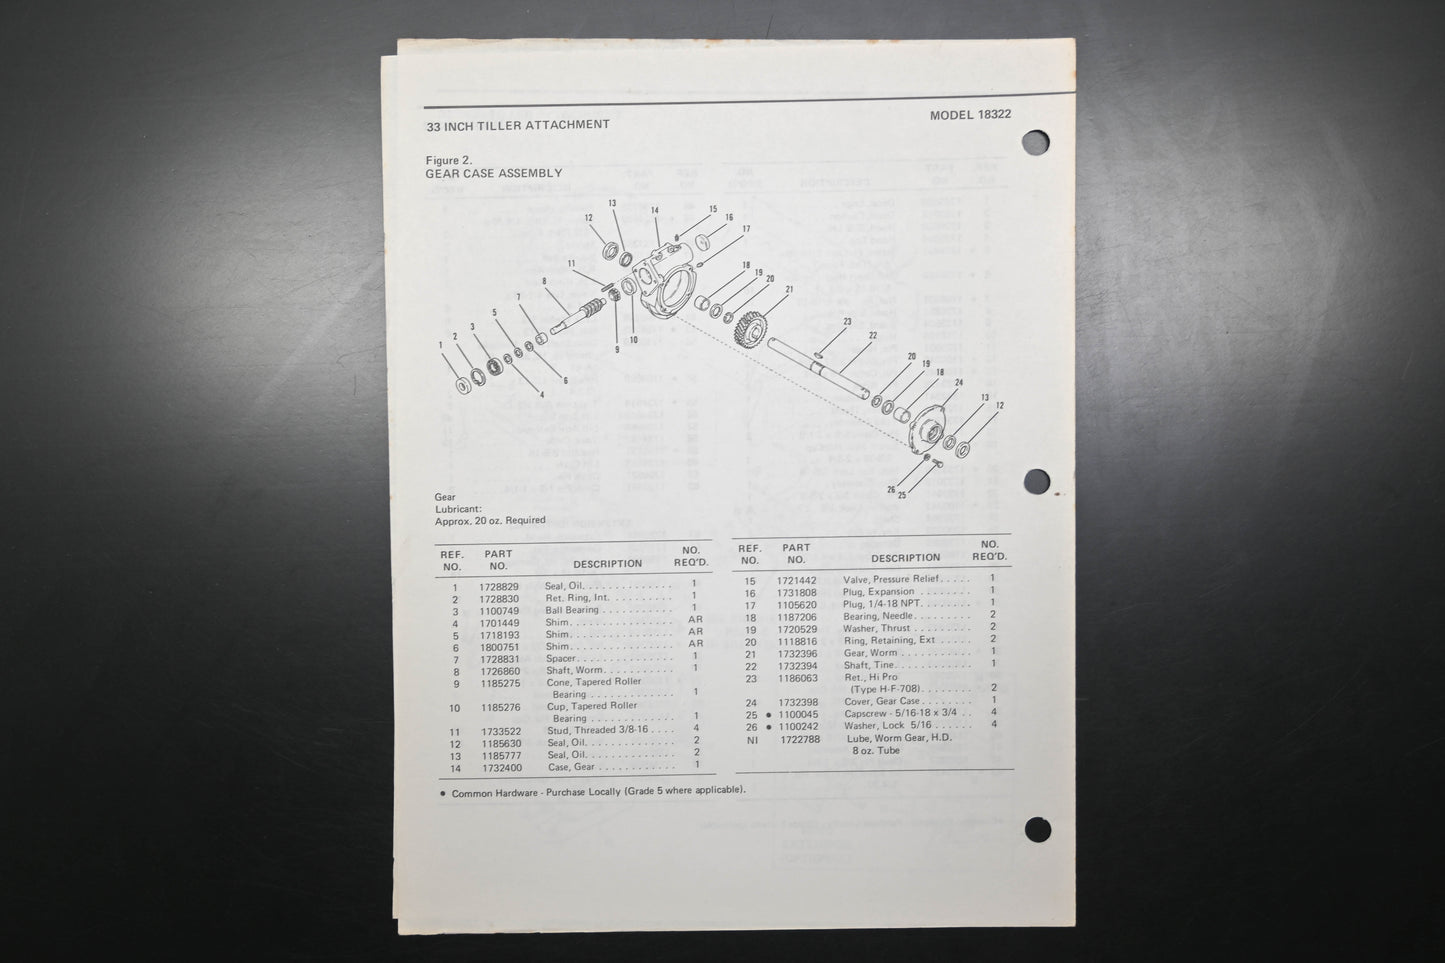 33 INCH TILLER ATTACHMENT
MODEL 18322
Figure 2.
GEAR CASE ASSEMBLY
13
12
14
15
16
17
11
8
7
5
3
2
1
18
19
20
21
10
9
6
4
23
22
20
19
18
24
13
12
26
25
Gear
Lubricant:
Approx. 20 oz. Required
REF. NO. PART NO. DESCRIPTION NO. REQ'D.
1 1728829 Seal, Oil. . . . . . . . . . . . . . 1
2 1728830 Ret. Ring, Int. . . . . . . . . . . 1
3 1100749 Ball Bearing . . . . . . . . . . . 1
4 1701449 Shim. . . . . . . . . . . . . . . . AR
5 1718193 Shim. . . . . . . . . . . . . . . . AR
6 1800751 Shim. . . . . . . . . . . . . . . . AR
7 1728831 Spacer. . . . . . . . . . . . . . . 1
8 1726860 Shaft, Worm. . . . . . . . . . . 1
9 1185275 Cone, Tapered Roller
Bearing . . . . . . . . . . . . . 1
10 1185276 Cup, Tapered Roller
Bearing . . . . . . . . . . . . . 1
11 1733522 Stud, Threaded 3/8-16 . . . . 4
12 1185630 Seal, Oil. . . . . . . . . . . . . . 2
13 1185777 Seal, Oil. . . . . . . . . . . . . . 2
14 1732400 Case, Gear . . . . . . . . . . . . 1
REF. NO. PART NO. DESCRIPTION NO. REQ'D.
15 1721442 Valve, Pressure Relief. . . . . 1
16 1731808 Plug, Expansion . . . . . . . . 1
17 1105620 Plug, 1/4-18 NPT. . . . . . . . 1
18 1187206 Bearing, Needle. . . . . . . . . 2
19 1720529 Washer, Thrust . . . . . . . . . 2
20 1118816 Ring, Retaining, Ext . . . . . 2
21 1732396 Gear, Worm . . . . . . . . . . . 1
22 1732394 Shaft, Tine. . . . . . . . . . . . 1
23 1186063 Ret., Hi Pro
(Type H-F-708). . . . . . . . 2
24 1732398 Cover, Gear Case . . . . . . . . 1
25 ● 1100045 Capscrew - 5/16-18 x 3/4 . . 4
26 ● 1100242 Washer, Lock 5/16 . . . . . . 4
NI 1722788 Lube, Worm Gear, H.D.
8 oz. Tube
● Common Hardware - Purchase Locally (Grade 5 where applicable).